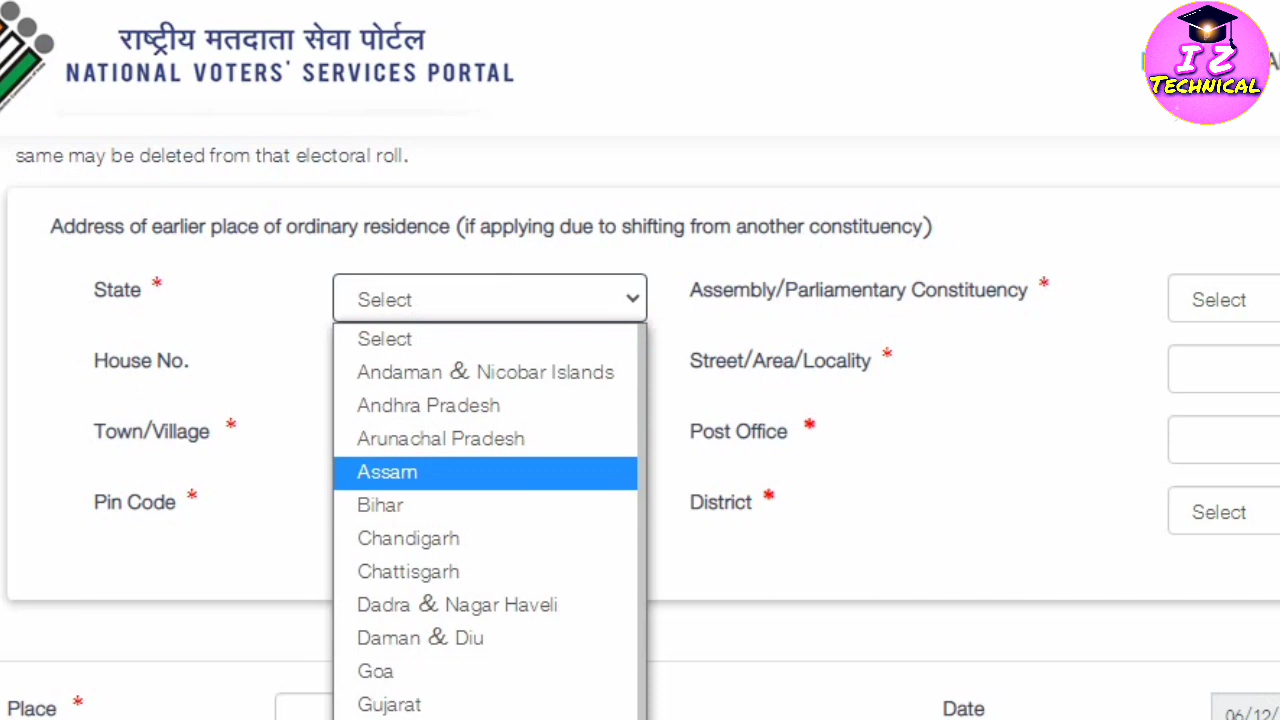 राष्ट्रीय मतदाता सेवा पोर्टल
NATIONAL VOTERS' SERVICES PORTAL
I Z
TECHNICAL
same may be deleted from that electoral roll.
Address of earlier place of ordinary residence (if applying due to shifting from another constituency)
State * Select Assembly/Parliamentary Constituency * Select
Select
House No. Street/Area/Locality *
Andaman & Nicobar Islands
Andhra Pradesh
Town/Village * Arunachal Pradesh Post Office *
Assam
Pin Code * Bihar District * Select
Chandigarh
Chattisgarh
Dadra & Nagar Haveli
Daman & Diu
Goa
Gujarat
Place * Date 06/12/